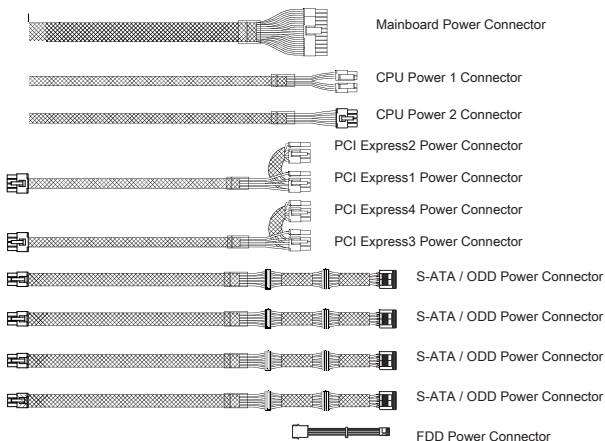 Mainboard Power Connector
CPU Power 1 Connector
CPU Power 2 Connector
PCI Express2 Power Connector
PCI Express1 Power Connector
PCI Express4 Power Connector
PCI Express3 Power Connector
S-ATA / ODD Power Connector
S-ATA / ODD Power Connector
S-ATA / ODD Power Connector
S-ATA / ODD Power Connector
FDD Power Connector